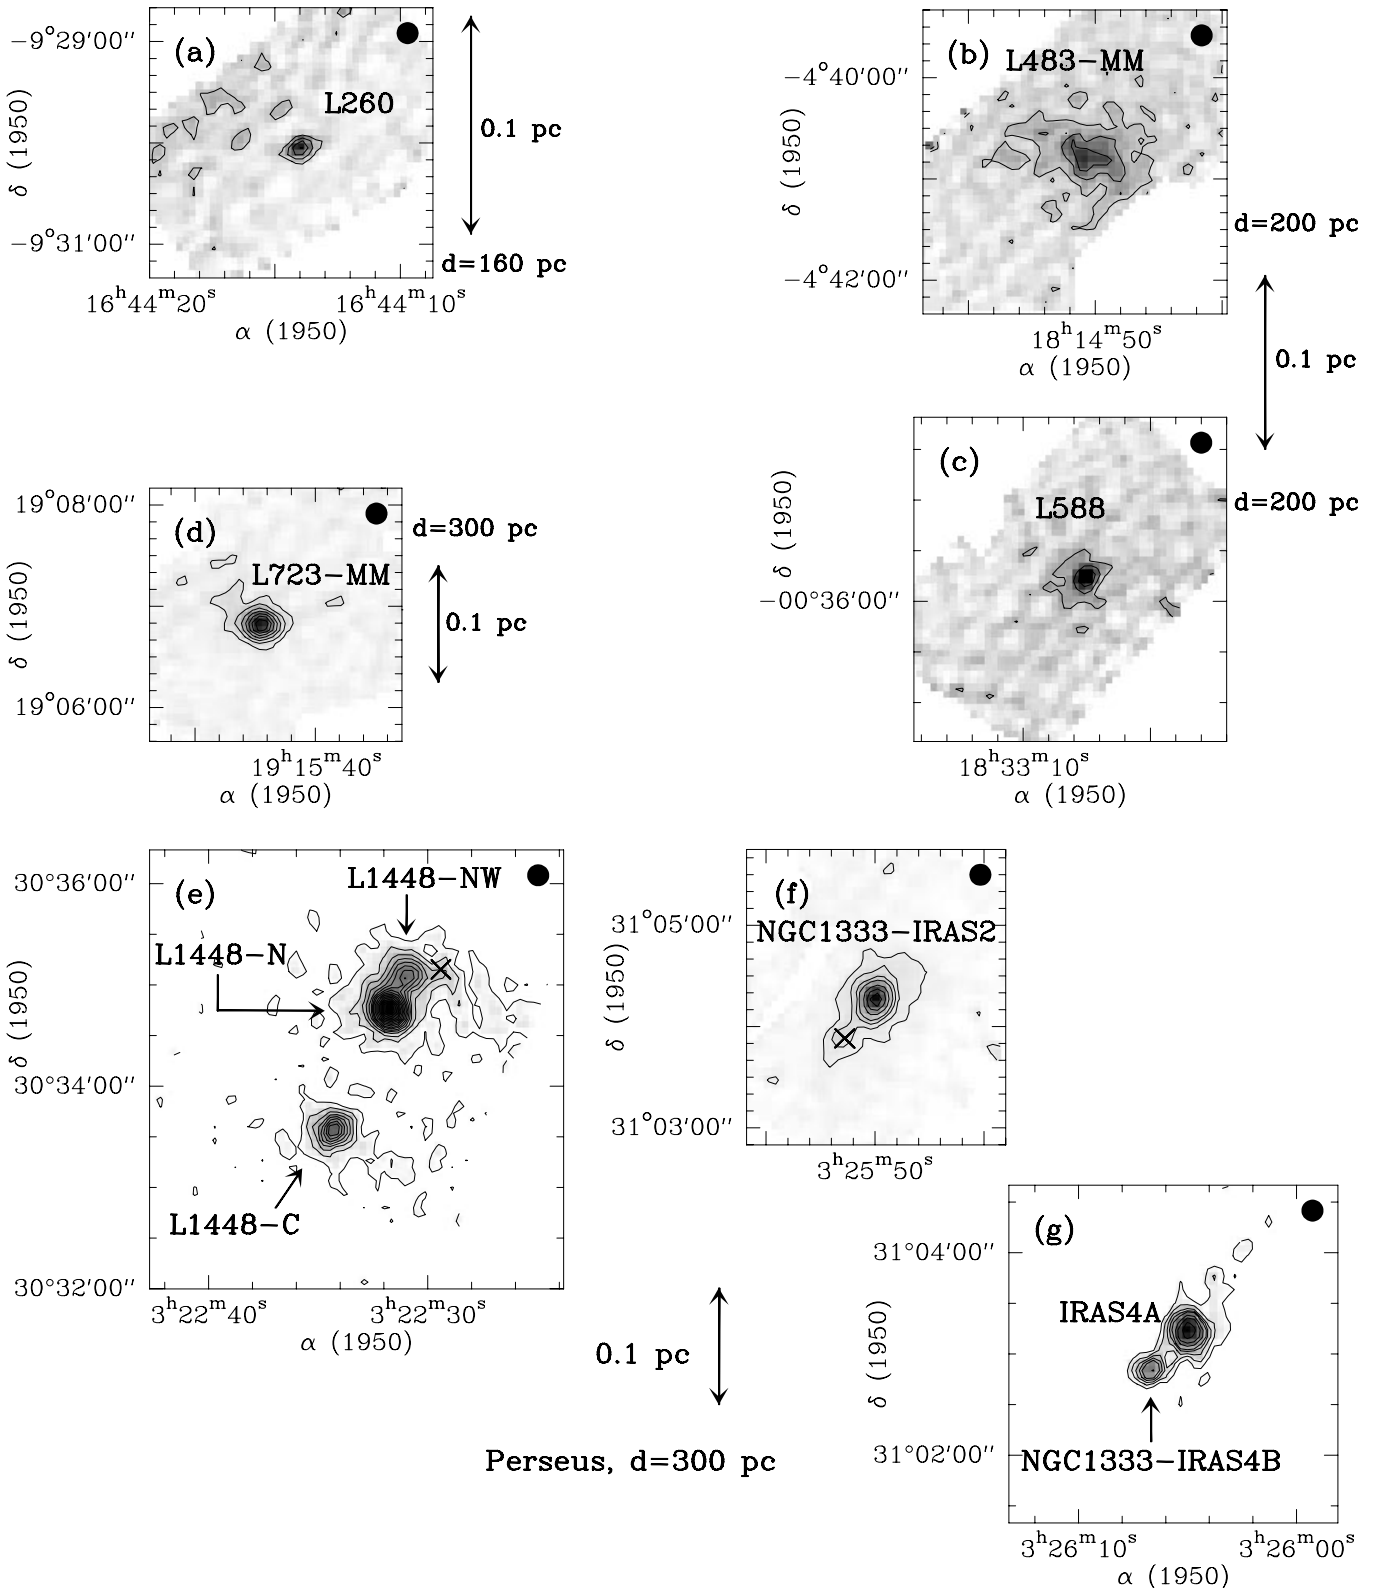 (a)
L260
−9°29′00″
−9°31′00″
δ (1950)
16ʰ44ᵐ20ˢ
16ʰ44ᵐ10ˢ
α (1950)
0.1 pc
d=160 pc
(b)
L483−MM
−4°40′00″
−4°42′00″
δ (1950)
18ʰ14ᵐ50ˢ
α (1950)
d=200 pc
0.1 pc
(c)
L588
−00°36′00″
δ (1950)
18ʰ33ᵐ10ˢ
α (1950)
d=200 pc
(d)
L723−MM
19°08′00″
19°06′00″
δ (1950)
19ʰ15ᵐ40ˢ
α (1950)
d=300 pc
0.1 pc
(e)
L1448−NW
L1448−N
L1448−C
30°36′00″
30°34′00″
30°32′00″
δ (1950)
3ʰ22ᵐ40ˢ
3ʰ22ᵐ30ˢ
α (1950)
(f)
NGC1333−IRAS2
31°05′00″
31°03′00″
δ (1950)
3ʰ25ᵐ50ˢ
0.1 pc
Perseus, d=300 pc
(g)
IRAS4A
NGC1333−IRAS4B
31°04′00″
31°02′00″
δ (1950)
3ʰ26ᵐ10ˢ
3ʰ26ᵐ00ˢ
α (1950)